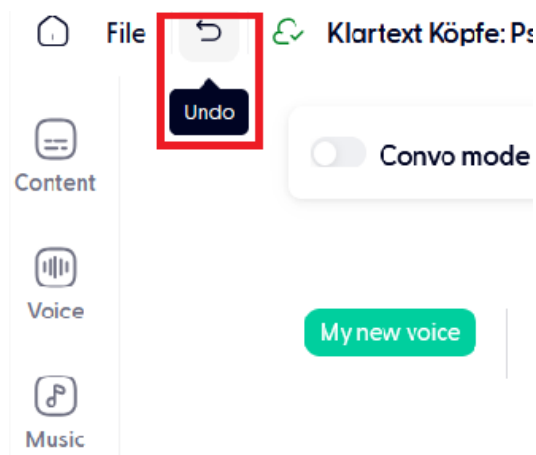 File
Klartext Köpfe: Ps
Undo
Content
Convo mode
Voice
My new voice
Music